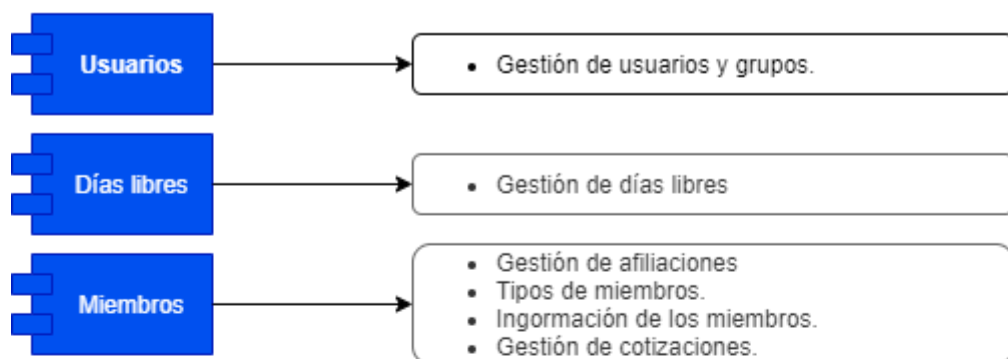 Usuarios
• Gestión de usuarios y grupos.
Días libres
• Gestión de días libres
Miembros
• Gestión de afiliaciones
• Tipos de miembros.
• Ingormación de los miembros.
• Gestión de cotizaciones.